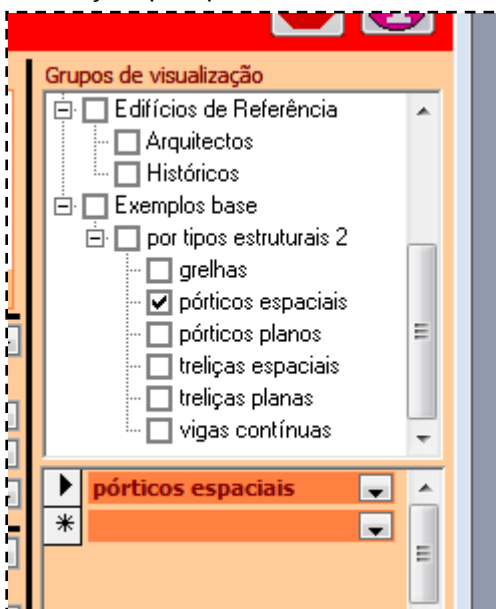 Grupos de visualização
Edifícios de Referência
Arquitectos
Históricos
Exemplos base
por tipos estruturais 2
grelhas
pórticos espaciais
pórticos planos
treliças espaciais
treliças planas
vigas contínuas
pórticos espaciais